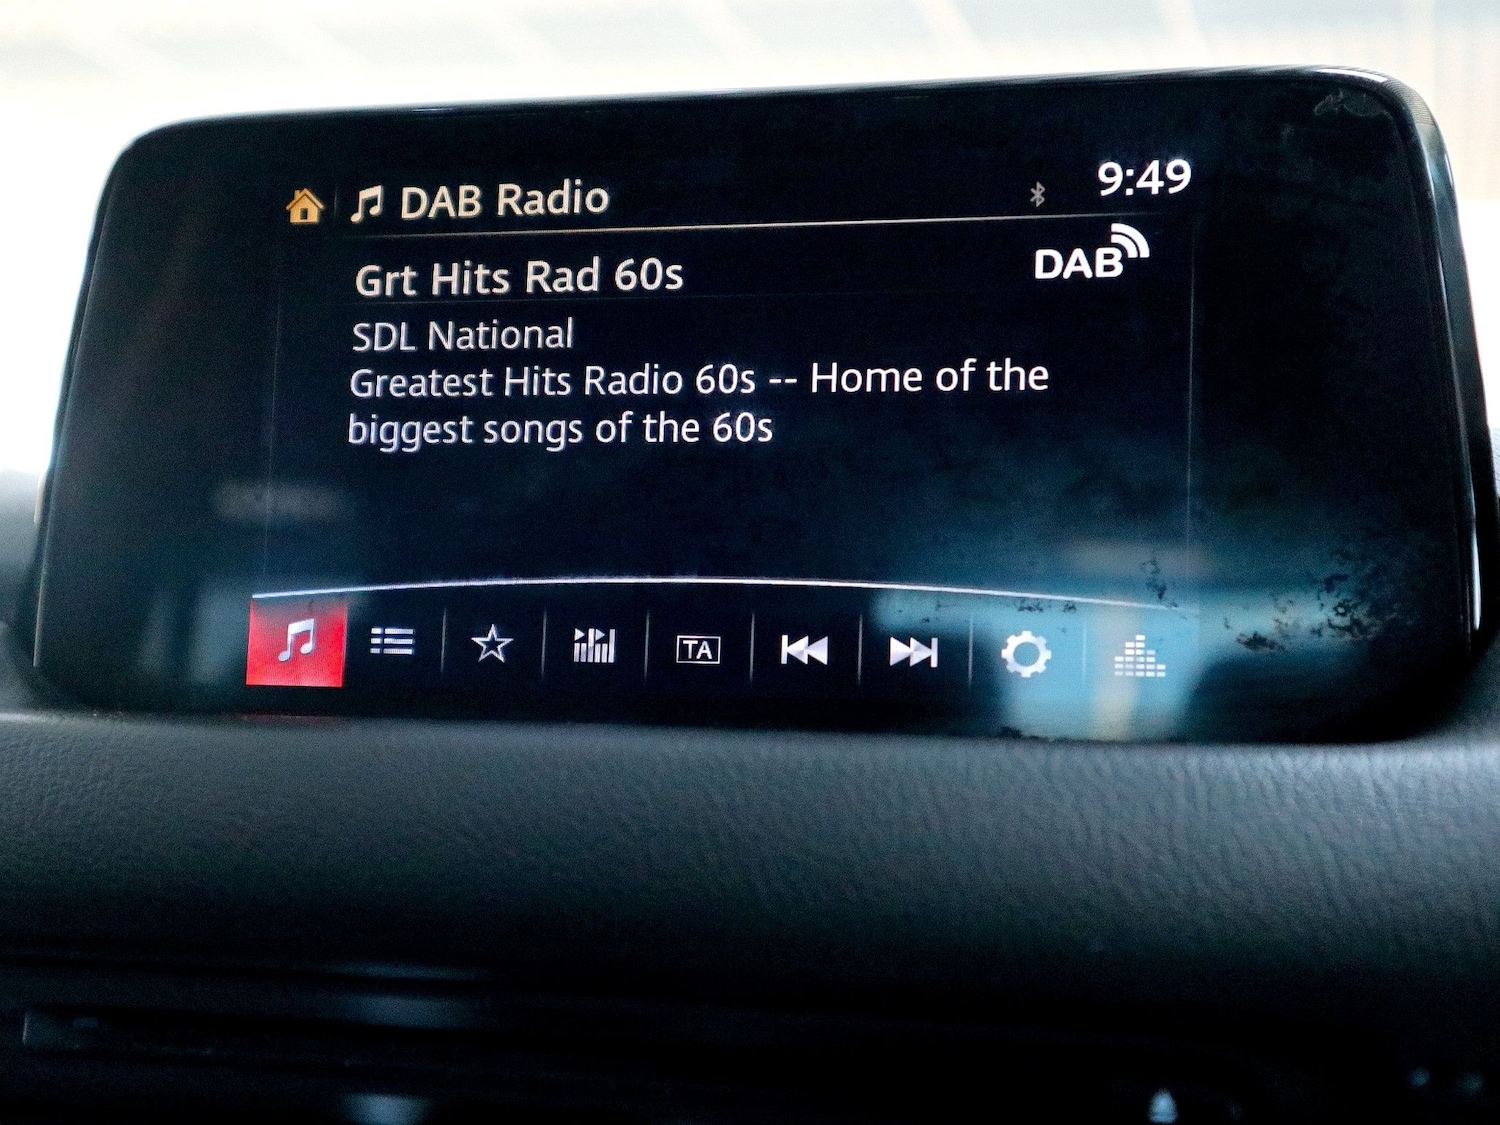 DAB Radio
9:49
Grt Hits Rad 60s
DAB
SDL National
Greatest Hits Radio 60s -- Home of the
biggest songs of the 60s
TA